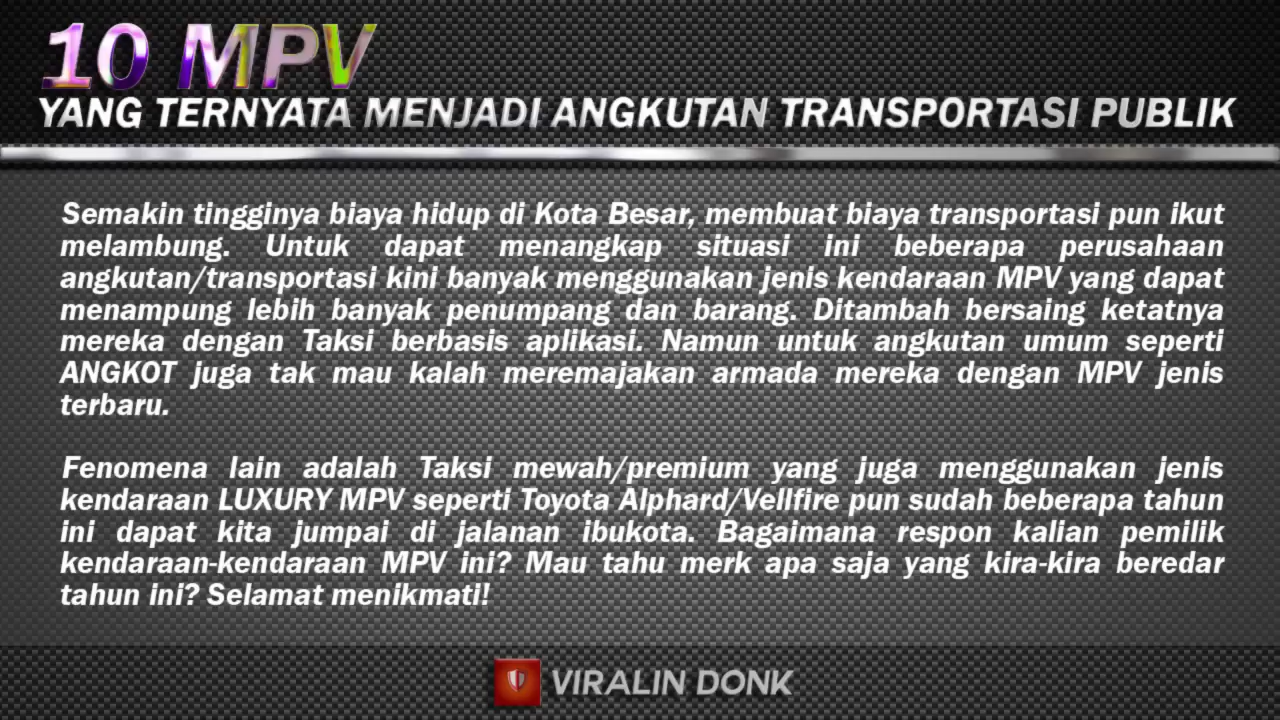 10 MPV
YANG TERNYATA MENJADI ANGKUTAN TRANSPORTASI PUBLIK
Semakin tingginya biaya hidup di Kota Besar, membuat biaya transportasi pun ikut
melambung. Untuk dapat menangkap situasi ini beberapa perusahaan
angkutan/transportasi kini banyak menggunakan jenis kendaraan MPV yang dapat
menampung lebih banyak penumpang dan barang. Ditambah bersaing ketatnya
mereka dengan Taksi berbasis aplikasi. Namun untuk angkutan umum seperti
ANGKOT juga tak mau kalah meremajakan armada mereka dengan MPV jenis
terbaru.
Fenomena lain adalah Taksi mewah/premium yang juga menggunakan jenis
kendaraan LUXURY MPV seperti Toyota Alphard/Vellfire pun sudah beberapa tahun
ini dapat kita jumpai di jalanan ibukota. Bagaimana respon kalian pemilik
kendaraan-kendaraan MPV ini? Mau tahu merk apa saja yang kira-kira beredar
tahun ini? Selamat menikmati!
VIRALIN DONK